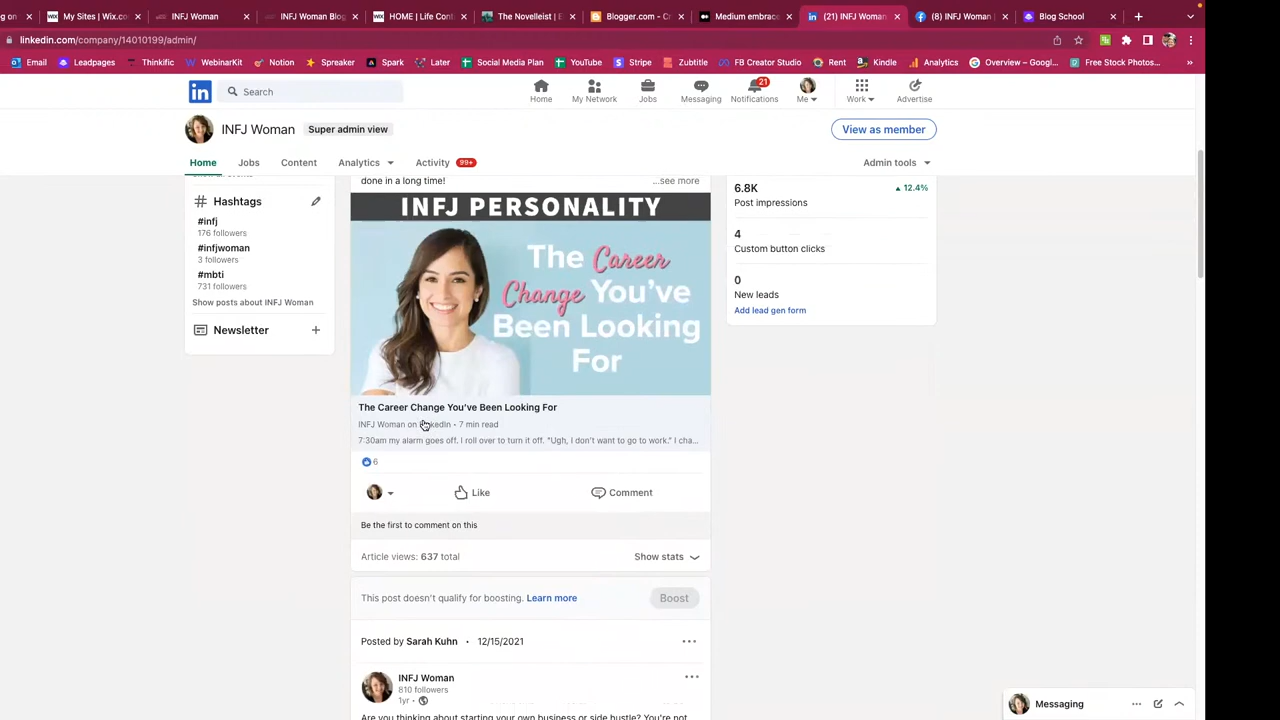 ng on
My Sites | Wix.co
INFJ Woman
INFJ Woman Blog
HOME | Life Cont
The Novelleist | E
Blogger.com - Cr
Medium embrac
(21) INFJ Woman
(8) INFJ Woman |
Blog School
linkedin.com/company/14010199/admin/
Email
Leadpages
Thinkific
WebinarKit
Notion
Spreaker
Spark
Later
Social Media Plan
YouTube
Stripe
Zubtitle
FB Creator Studio
Rent
Kindle
Analytics
Overview – Googl...
Free Stock Photos...
in
Search
Home
My Network
Jobs
Messaging
21
Notifications
Me
Work
Advertise
INFJ Woman
Super admin view
View as member
Home
Jobs
Content
Analytics
Activity
99+
Admin tools
# Hashtags
#infj
176 followers
#infjwoman
3 followers
#mbti
731 followers
Show posts about INFJ Woman
Newsletter +
done in a long time!
...see more
INFJ PERSONALITY
The Career
Change You've
Been Looking
For
The Career Change You've Been Looking For
INFJ Woman on LinkedIn • 7 min read
7:30am my alarm goes off. I roll over to turn it off. "Ugh, I don't want to go to work." I cha...
6
Like
Comment
Be the first to comment on this
Article views: 637 total
Show stats
This post doesn't qualify for boosting. Learn more
Boost
Posted by Sarah Kuhn • 12/15/2021
INFJ Woman
810 followers
1yr •
Are you thinking about starting your own business or side hustle? You're not
6.8K
▲ 12.4%
Post impressions
4
Custom button clicks
0
New leads
Add lead gen form
Messaging